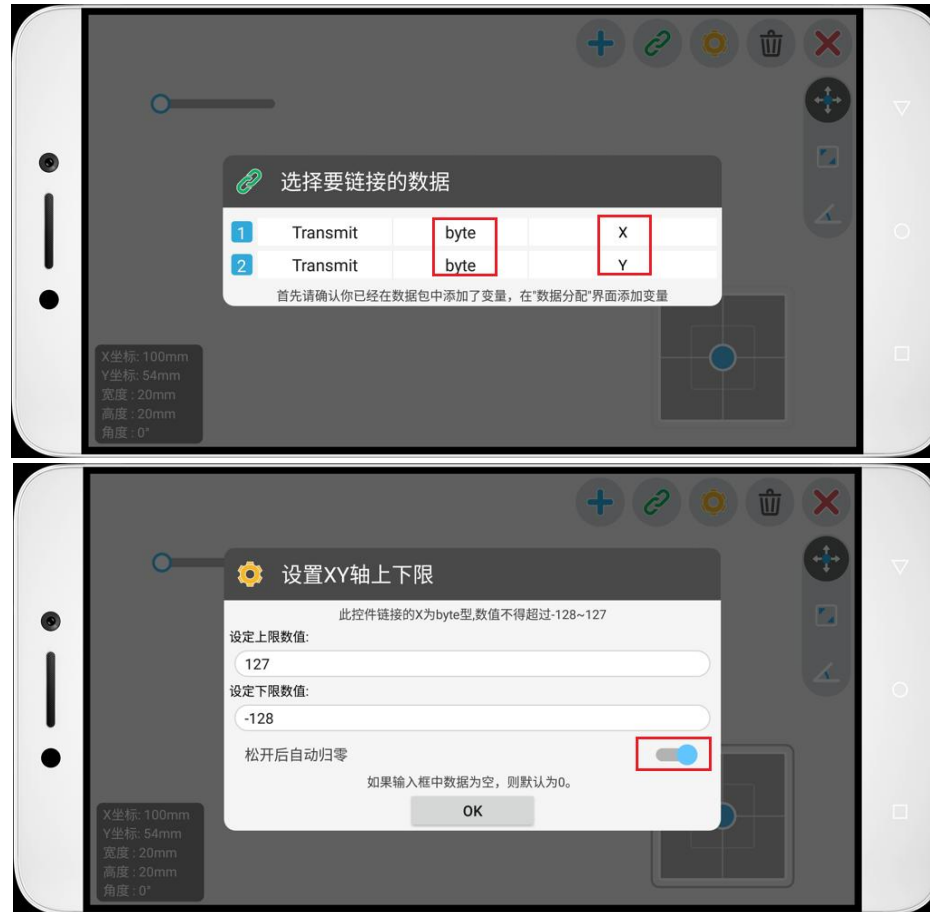 选择要链接的数据
1 Transmit byte X
2 Transmit byte Y
首先请确认你已经在数据包中添加了变量，在"数据分配"界面添加变量
X坐标: 100mm
Y坐标: 54mm
宽度 : 20mm
高度 : 20mm
角度 : 0°
设置XY轴上下限
此控件链接的X为byte型,数值不得超过-128~127
设定上限数值:
127
设定下限数值:
-128
松开后自动归零
如果输入框中数据为空，则默认为0。
OK
X坐标: 100mm
Y坐标: 54mm
宽度 : 20mm
高度 : 20mm
角度 : 0°